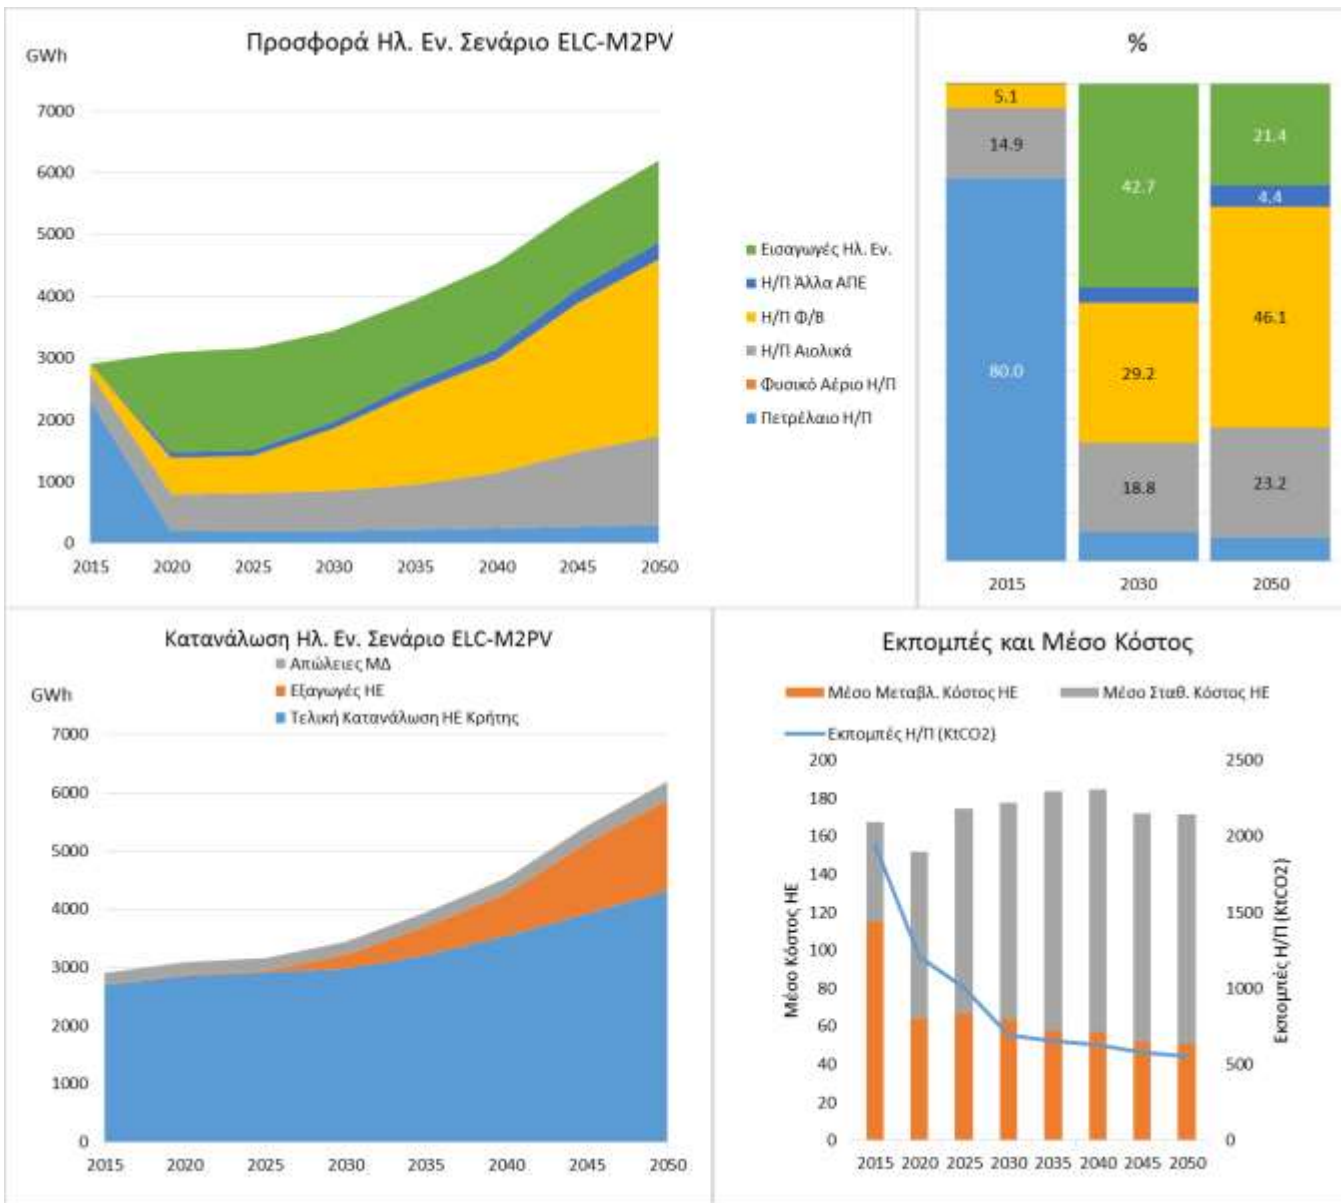 Προσφορά Ηλ. Εν. Σενάριο ELC-M2PV
GWh
7000
6000
5000
4000
3000
2000
1000
0
2015 2020 2025 2030 2035 2040 2045 2050
Εισαγωγές Ηλ. Εν.
Η/Π Άλλα ΑΠΕ
Η/Π Φ/Β
Η/Π Αιολικά
Φυσικό Αέριο Η/Π
Πετρέλαιο Η/Π
%
5.1
14.9
80.0
42.7
29.2
18.8
21.4
4.4
46.1
23.2
2015 2030 2050
Κατανάλωση Ηλ. Εν. Σενάριο ELC-M2PV
Απώλειες ΜΔ
Εξαγωγές ΗΕ
Τελική Κατανάλωση ΗΕ Κρήτης
GWh
7000
6000
5000
4000
3000
2000
1000
0
2015 2020 2025 2030 2035 2040 2045 2050
Εκπομπές και Μέσο Κόστος
Μέσο Μεταβλ. Κόστος ΗΕ Μέσο Σταθ. Κόστος ΗΕ
Εκπομπές Η/Π (KtCO2)
Μέσο Κόστος ΗΕ
200
180
160
140
120
100
80
60
40
20
0
2500
2000
1500
1000
500
0
Εκπομπές Η/Π (KtCO2)
2015 2020 2025 2030 2035 2040 2045 2050